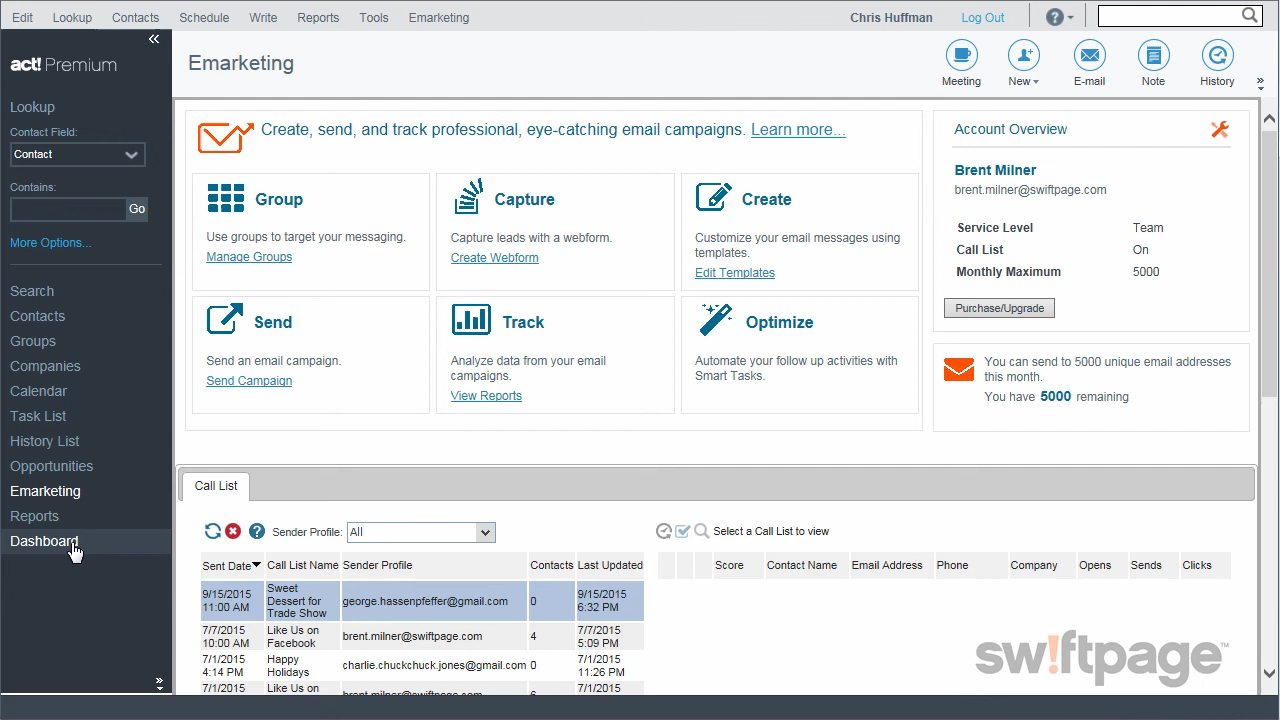 Edit Lookup Contacts Schedule Write Reports Tools Emarketing Chris Huffman Log Out
act! Premium
Emarketing
Meeting New E-mail Note History
Lookup
Contact Field:
Contact
Contains:
Go
More Options...
Search
Contacts
Groups
Companies
Calendar
Task List
History List
Opportunities
Emarketing
Reports
Dashboard
Create, send, and track professional, eye-catching email campaigns. Learn more...
Group
Use groups to target your messaging.
Manage Groups
Capture
Capture leads with a webform.
Create Webform
Create
Customize your email messages using
templates.
Edit Templates
Send
Send an email campaign.
Send Campaign
Track
Analyze data from your email
campaigns.
View Reports
Optimize
Automate your follow up activities with
Smart Tasks.
Account Overview
Brent Milner
brent.milner@swiftpage.com
Service Level Team
Call List On
Monthly Maximum 5000
Purchase/Upgrade
You can send to 5000 unique email addresses
this month.
You have 5000 remaining
Call List
Sender Profile: All
Select a Call List to view
Sent Date Call List Name Sender Profile Contacts Last Updated
Score Contact Name Email Address Phone Company Opens Sends Clicks
9/15/2015
11:00 AM
Sweet
Dessert for
Trade Show
george.hassenpfeffer@gmail.com
0
9/15/2015
6:32 PM
7/7/2015
10:00 AM
Like Us on
Facebook
brent.milner@swiftpage.com
4
7/7/2015
5:09 PM
7/1/2015
4:14 PM
Happy
Holidays
charlie.chuckchuck.jones@gmail.com
0
7/1/2015
11:26 PM
7/1/2015
Like Us on
brent.milner@swiftpage.com
7/1/2015
sw!ftpage™